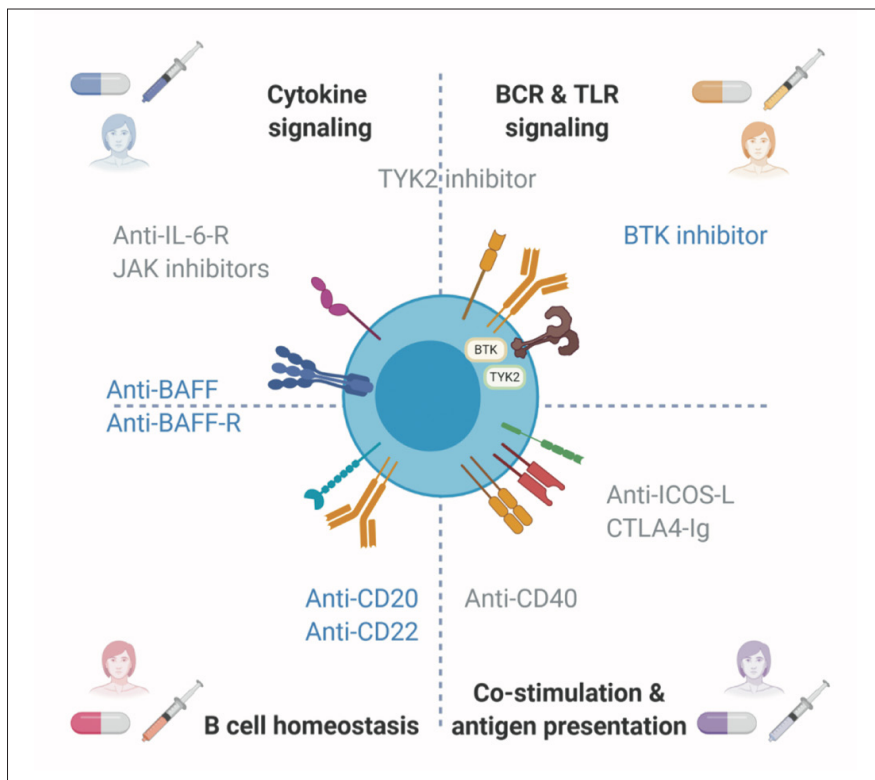 Cytokine
signaling
BCR & TLR
signaling
TYK2 inhibitor
Anti-IL-6-R
JAK inhibitors
BTK inhibitor
BTK
TYK2
Anti-BAFF
Anti-BAFF-R
Anti-ICOS-L
CTLA4-Ig
Anti-CD20
Anti-CD22
Anti-CD40
B cell homeostasis
Co-stimulation &
antigen presentation